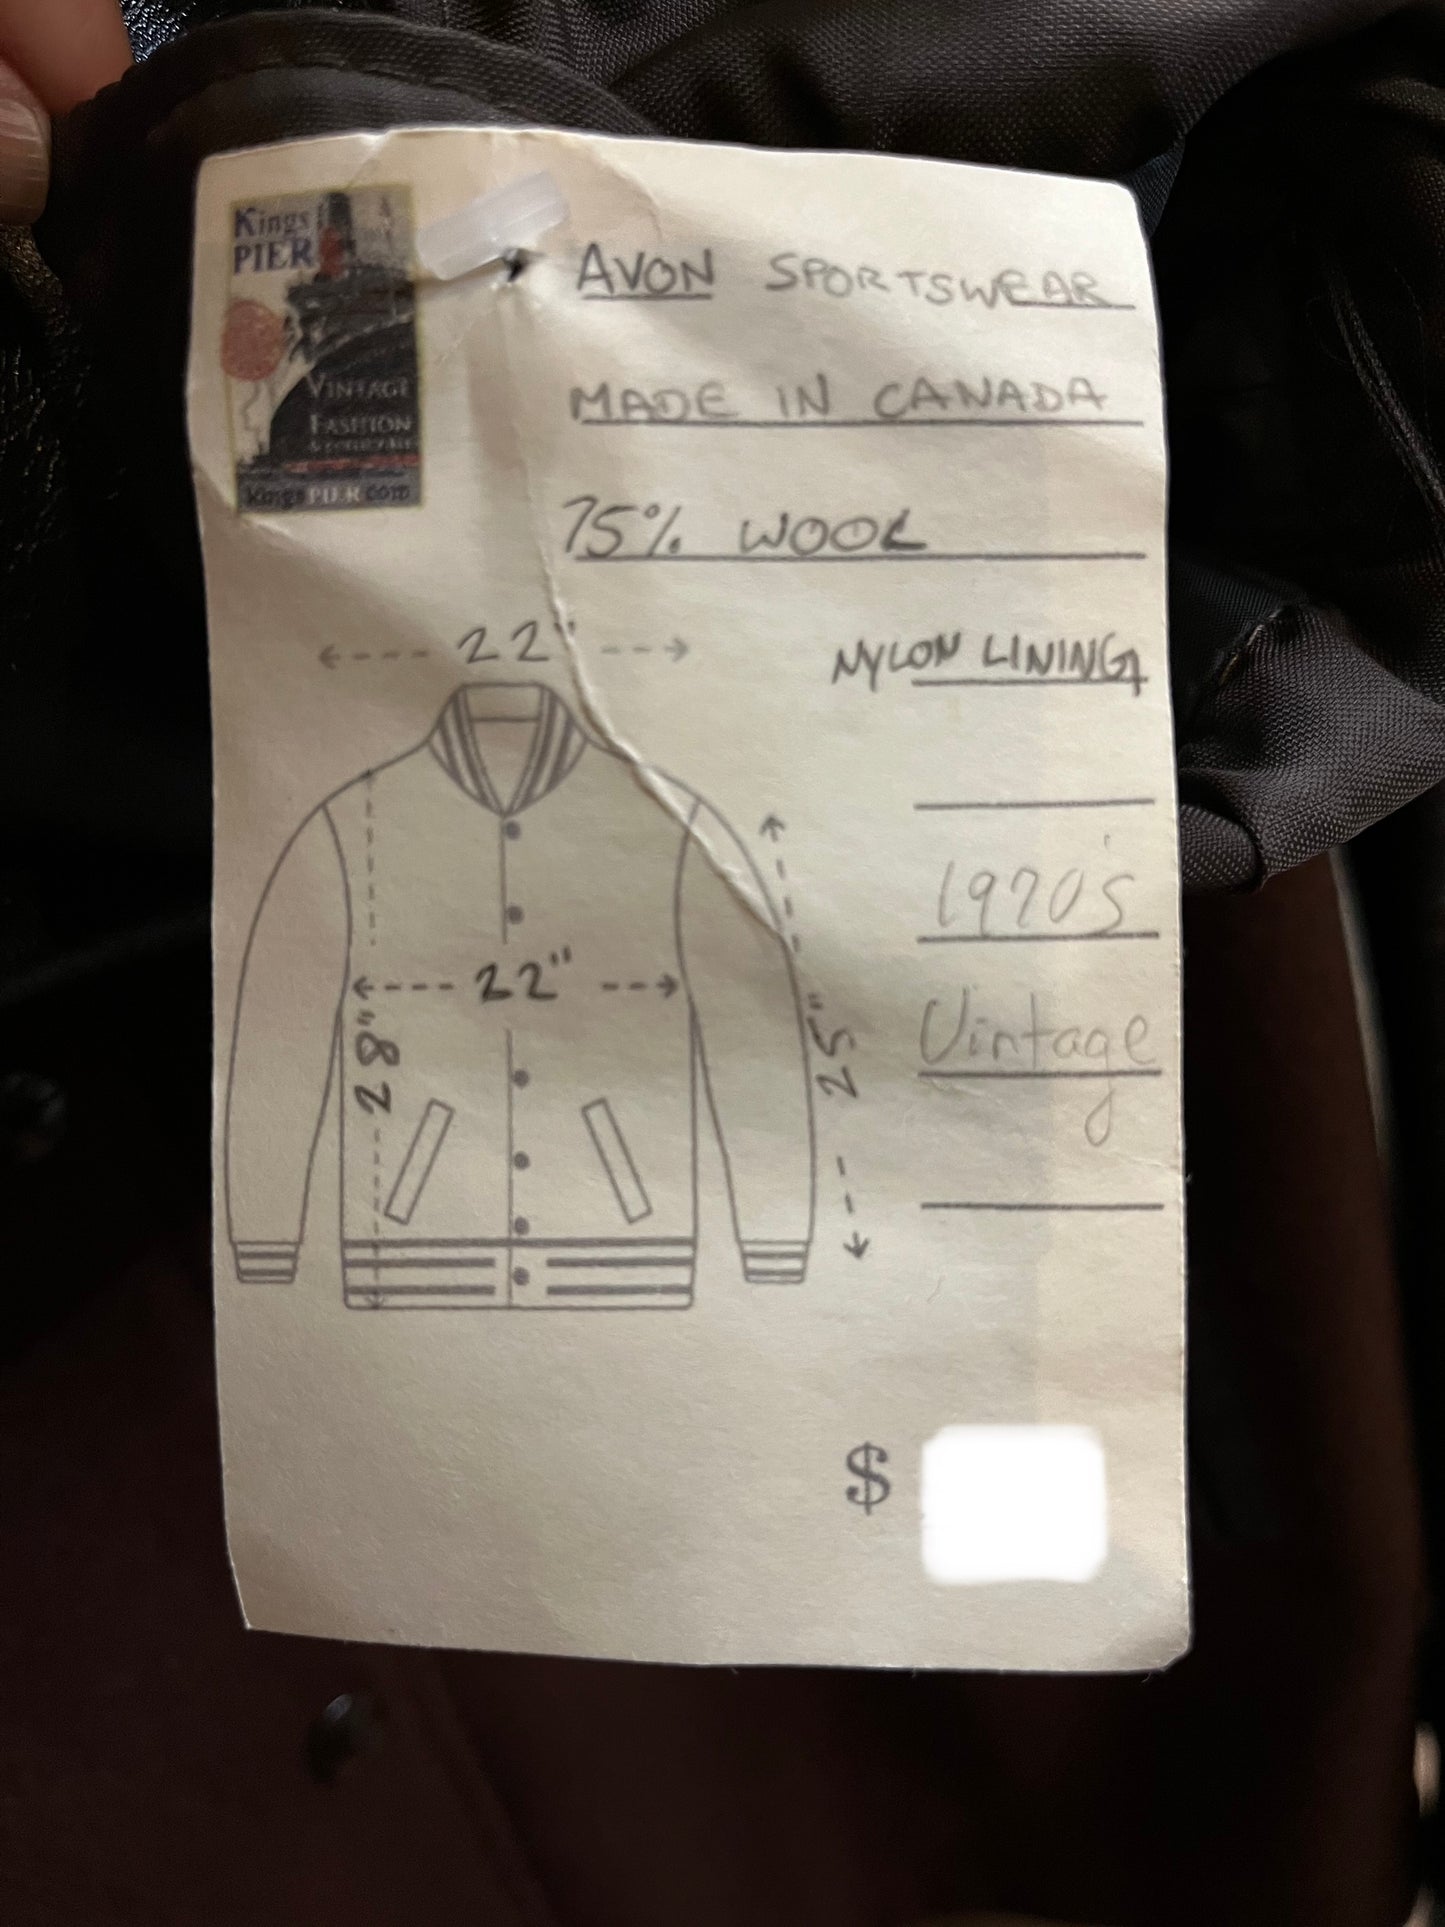 Kings
PIER
VINTAGE
FASHION
kingsPIER.com
AVON SPORTSWEAR
MADE IN CANADA
75% WOOL
NYLON LINING
22"
22"
28"
25"
1970's
Vintage
$